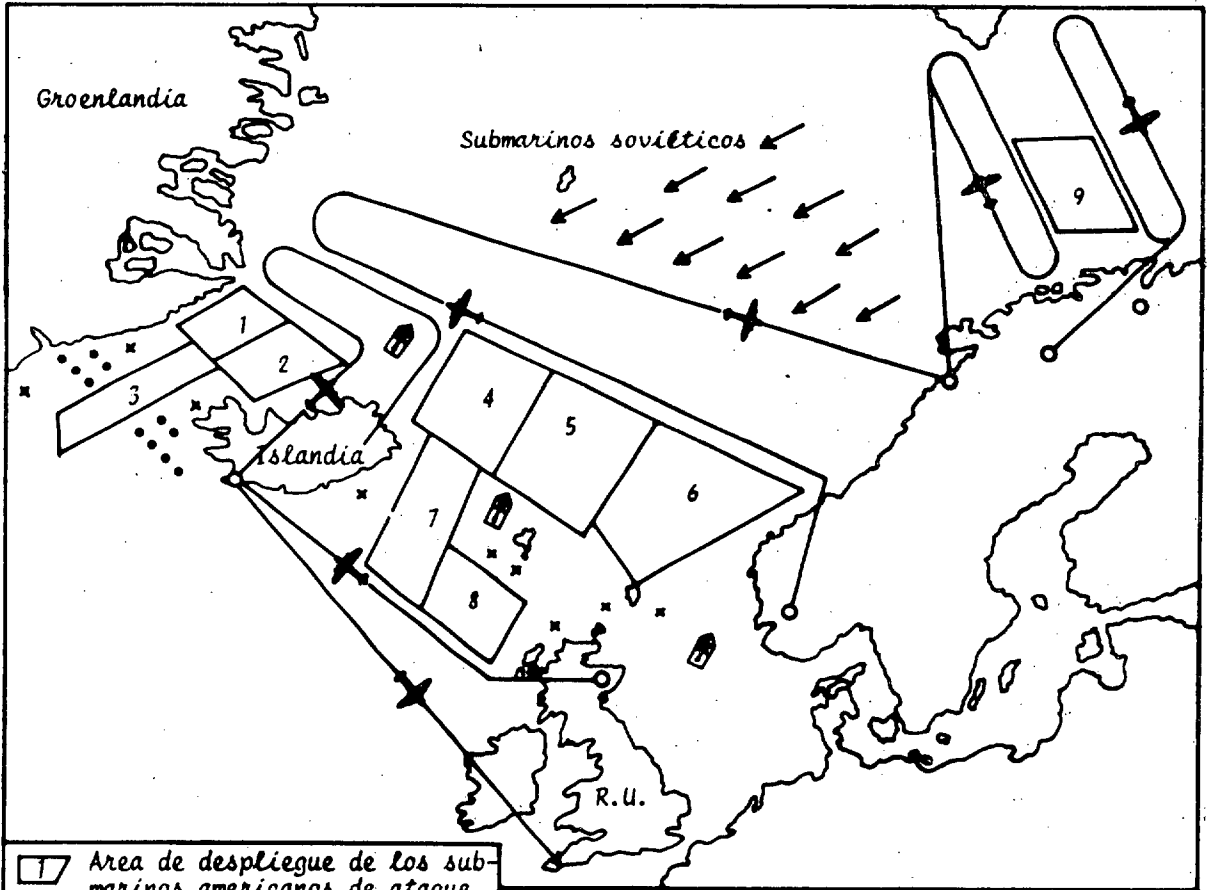 Groenlandia
Submarinos soviéticos
9
1
2
3
4
5
Islandia
6
7
8
R.U.
1 Area de despliegue de los sub-
marinos americanos de ataque